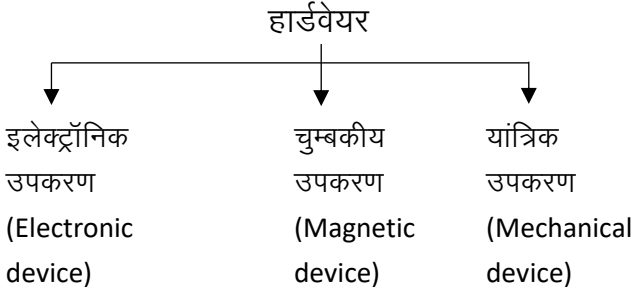 हार्डवेयर
इलेक्ट्रॉनिक
उपकरण
(Electronic
device)
चुम्बकीय
उपकरण
(Magnetic
device)
यांत्रिक
उपकरण
(Mechanical
device)